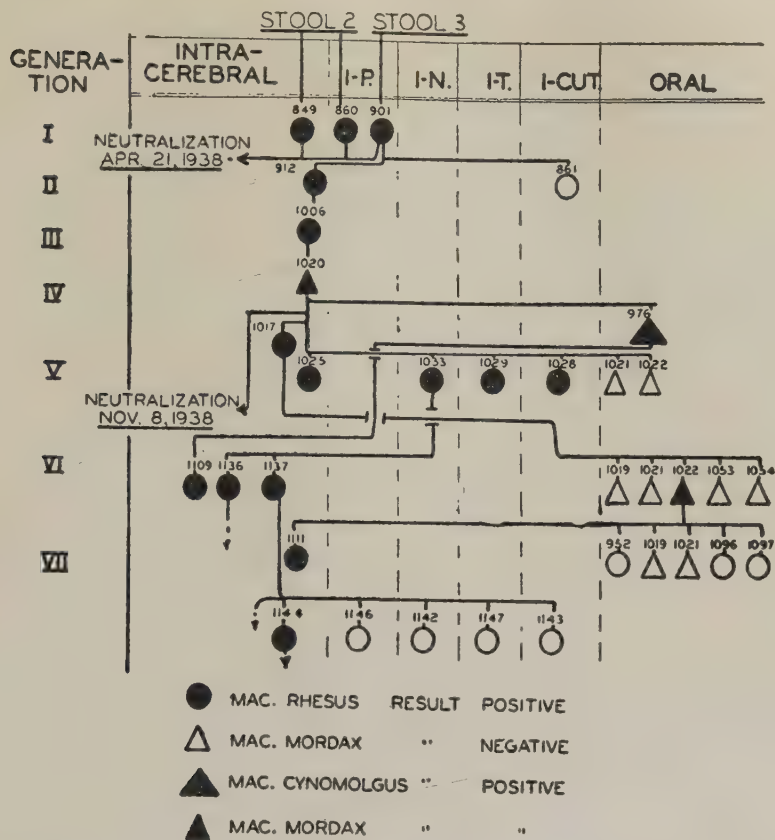 STOOL 2 STOOL 3
GENERA-
TION
INTRA-
CEREBRAL
I-P. I-N. I-T. I-CUT. ORAL
849 860 901
I
NEUTRALIZATION
APR. 21, 1938
912 861
II
1006
III
1020
IV
976
1017
V
1025 1033 1029 1028 1021 1022
NEUTRALIZATION
NOV. 8, 1938
VI
1109 1136 1137 1019 1021 1022 1053 1054
VII
1111 952 1019 1021 1096 1097
1144 1146 1142 1147 1143
MAC. RHESUS RESULT POSITIVE
MAC. MORDAX " NEGATIVE
MAC. CYNOMOLGUS " POSITIVE
MAC. MORDAX " "